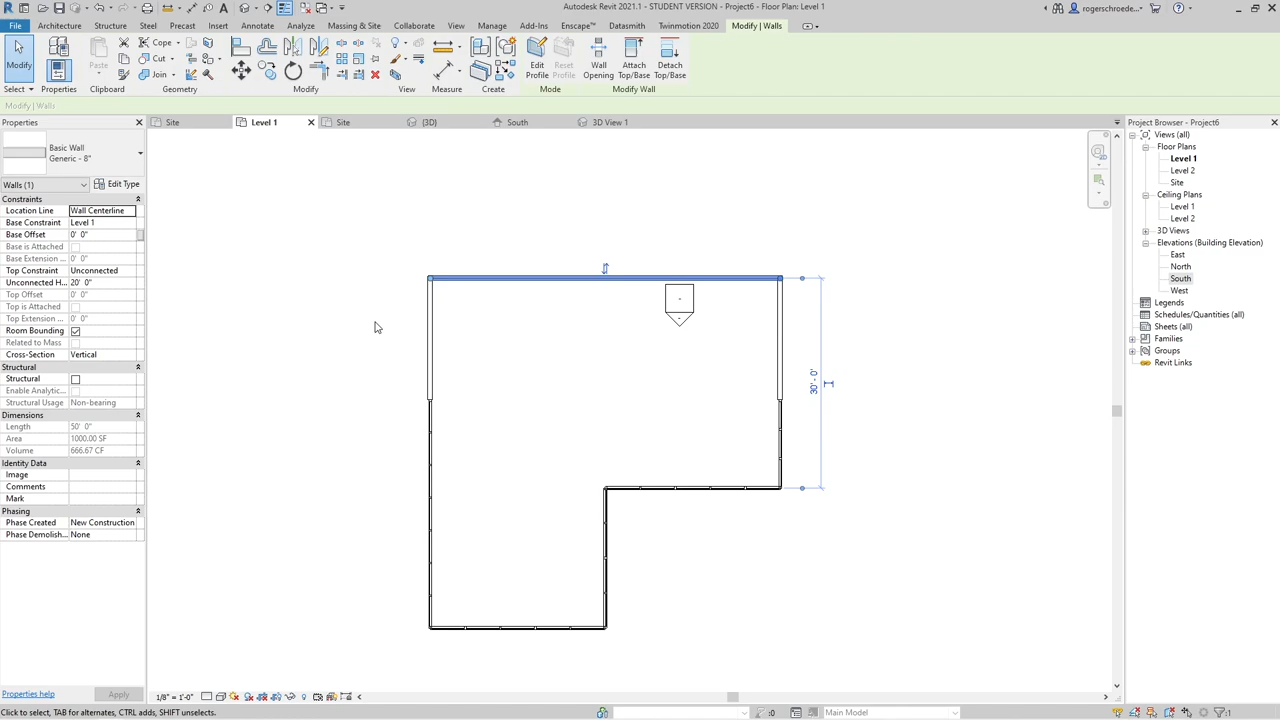 Autodesk Revit 2021.1 - STUDENT VERSION - Project6 - Floor Plan: Level 1
rogerschroede...
File Architecture Structure Steel Precast Systems Insert Annotate Analyze Massing & Site Collaborate View Manage Add-Ins Enscape™ Datasmith Twinmotion 2020 Modify | Walls
Modify Paste Cope Cut Join Edit Profile Reset Profile Wall Opening Attach Top/Base Detach Top/Base
Select Properties Clipboard Geometry Modify View Measure Create Mode Modify Wall
Modify | Walls
Properties
Site
Level 1
Site
(3D)
South
3D View 1
Project Browser - Project6
Basic Wall
Generic - 8"
Walls (1)
Edit Type
Constraints
Location Line Wall Centerline
Base Constraint Level 1
Base Offset 0' 0"
Base is Attached
Base Extension ... 0' 0"
Top Constraint Unconnected
Unconnected H... 20' 0"
Top Offset 0' 0"
Top is Attached
Top Extension ... 0' 0"
Room Bounding
Related to Mass
Cross-Section Vertical
Structural
Structural
Enable Analytic...
Structural Usage Non-bearing
Dimensions
Length 50' 0"
Area 1000.00 SF
Volume 666.67 CF
Identity Data
Image
Comments
Mark
Phasing
Phase Created New Construction
Phase Demolish... None
Properties help
Apply
30' - 0"
Views (all)
Floor Plans
Level 1
Level 2
Site
Ceiling Plans
Level 1
Level 2
3D Views
Elevations (Building Elevation)
East
North
South
West
Legends
Schedules/Quantities (all)
Sheets (all)
Families
Groups
Revit Links
1/8" = 1'-0"
Click to select, TAB for alternates, CTRL adds, SHIFT unselects.
:0
Main Model
:1